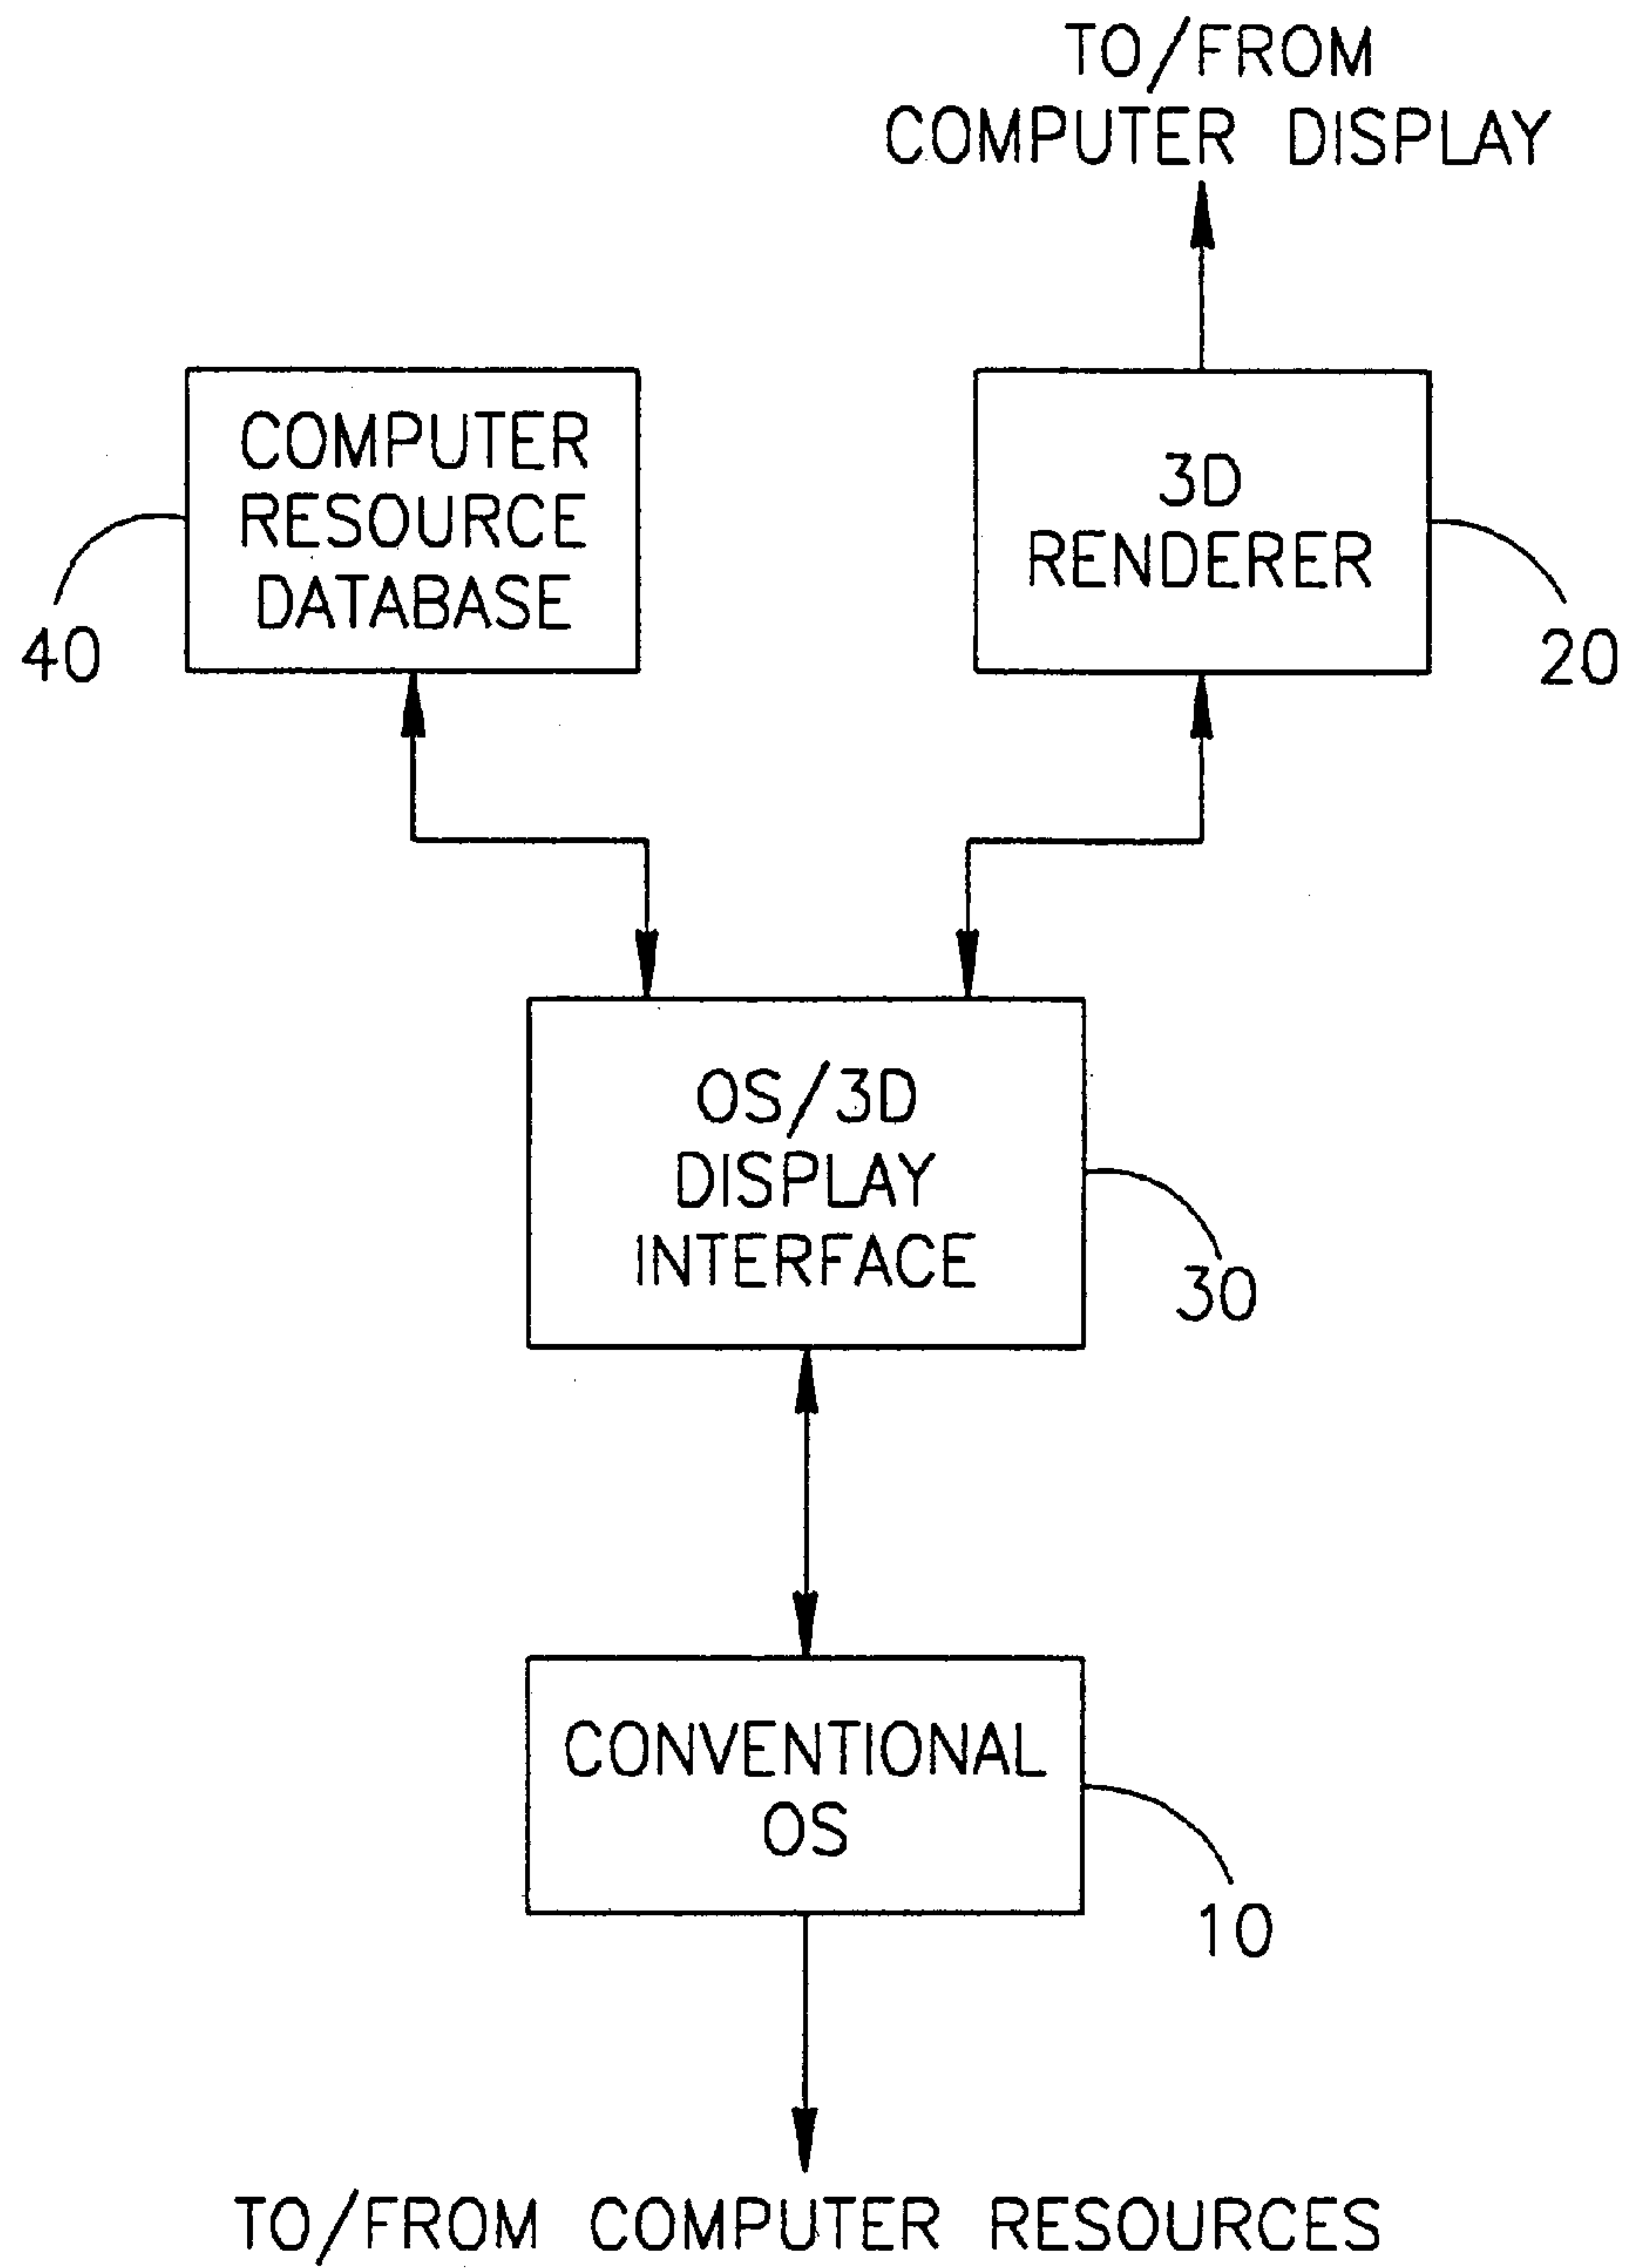 TO/FROM
COMPUTER DISPLAY
COMPUTER
RESOURCE
DATABASE
40
3D
RENDERER
20
OS/3D
DISPLAY
INTERFACE
30
CONVENTIONAL
OS
10
TO/FROM COMPUTER RESOURCES